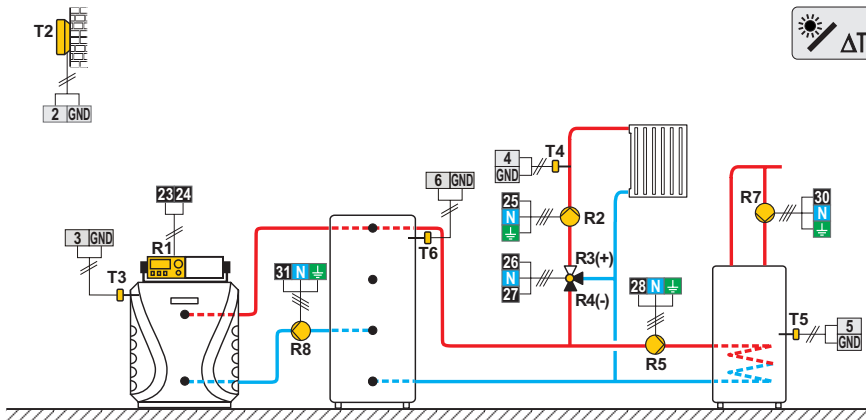 T2
2 GND
ΔT
23 24
3 GND
R1
T3
31 N
R8
6 GND
T6
4
GND
T4
25
N
R2
26
N
27
R3(+)
R4(-)
28 N
R5
R7
30
N
T5
5
GND